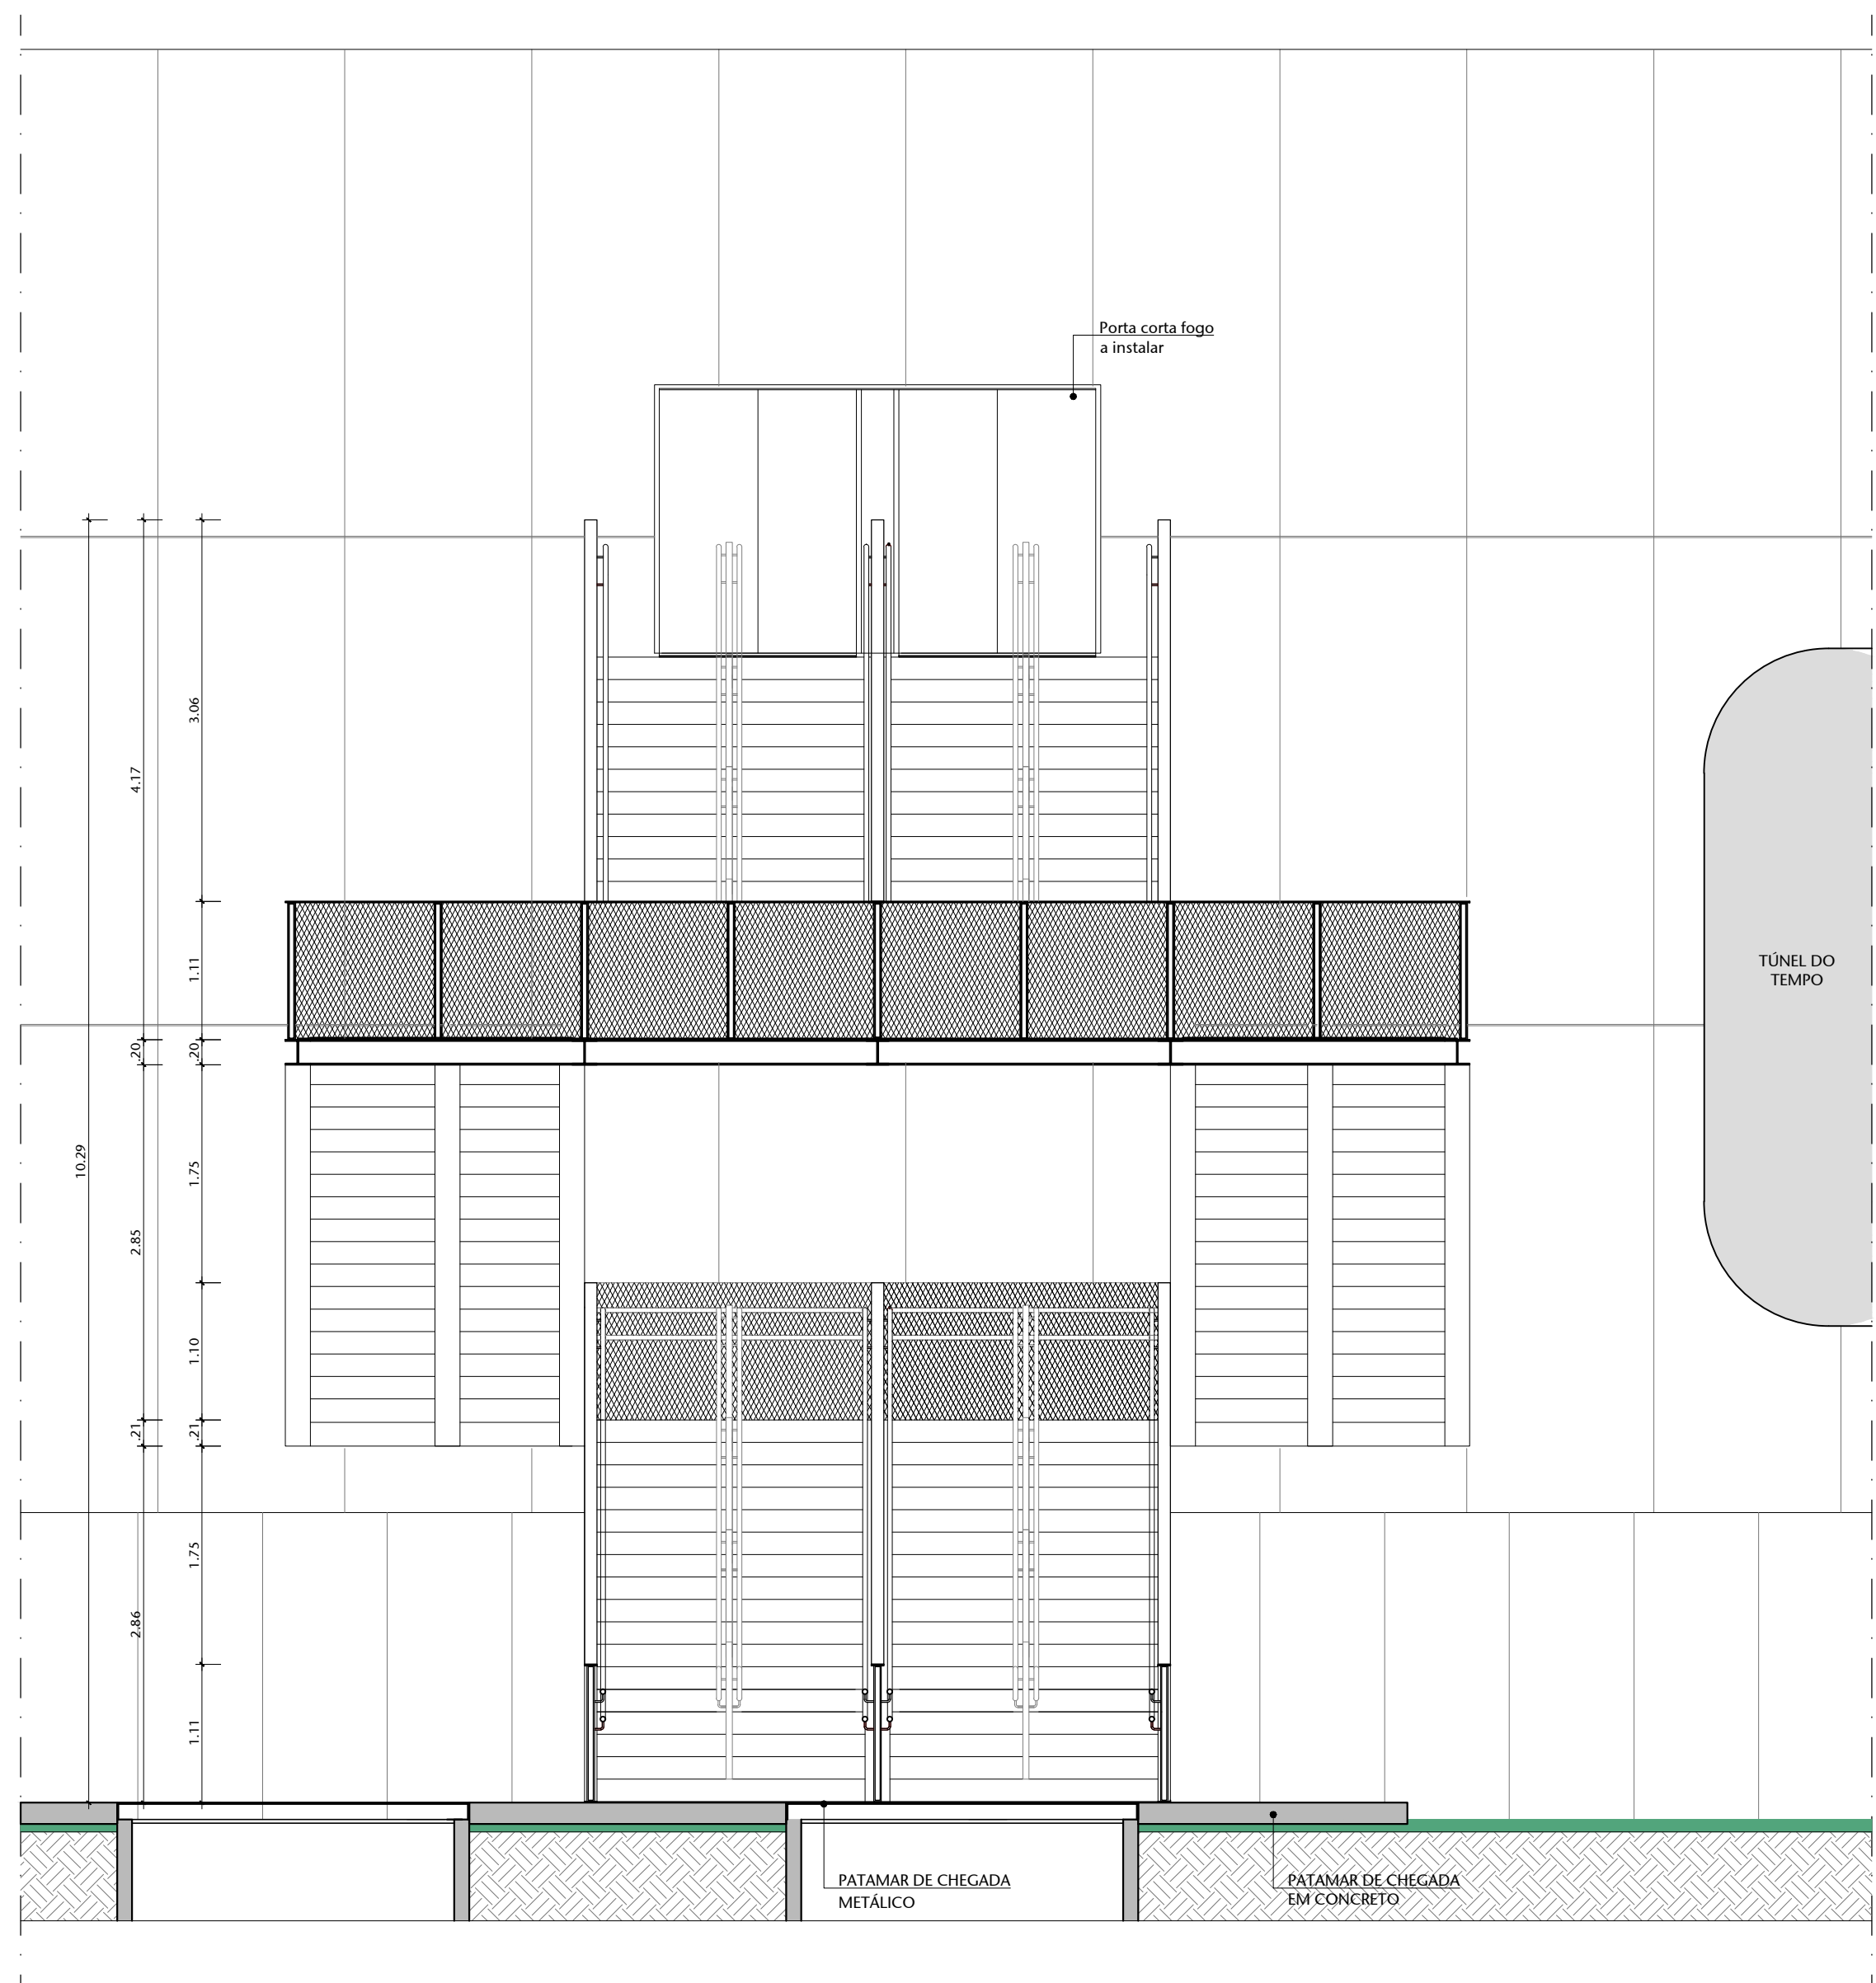 Porta corta fogo
a instalar
3.06
4.17
1.11
.20
.20
10.29
1.75
2.85
1.10
.21
.21
1.75
2.86
1.11
TÚNEL DO
TEMPO
PATAMAR DE CHEGADA
METÁLICO
PATAMAR DE CHEGADA
EM CONCRETO